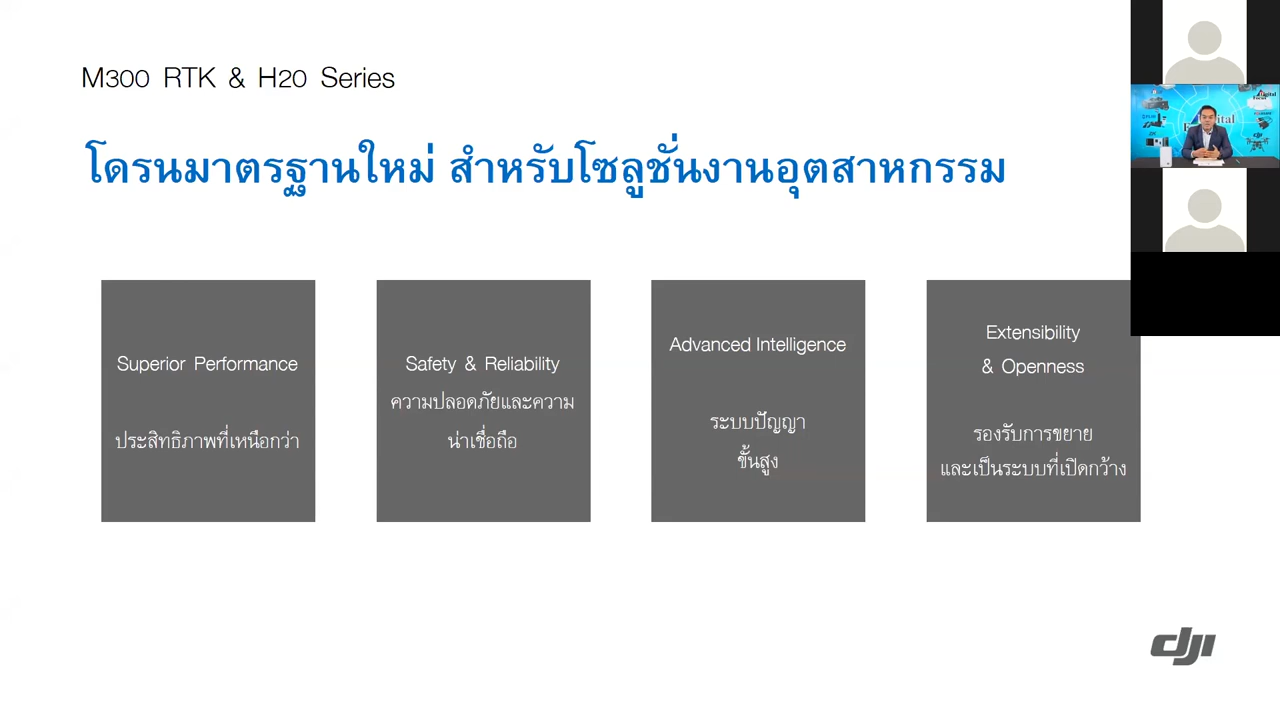 M300 RTK & H20 Series
โดรนมาตรฐานใหม่ สำหรับโซลูชั่นงานอุตสาหกรรม
Superior Performance
ประสิทธิภาพที่เหนือกว่า
Safety & Reliability
ความปลอดภัยและความ
น่าเชื่อถือ
Advanced Intelligence
ระบบปัญญา
ขั้นสูง
Extensibility
& Openness
รองรับการขยาย
และเป็นระบบที่เปิดกว้าง
dji